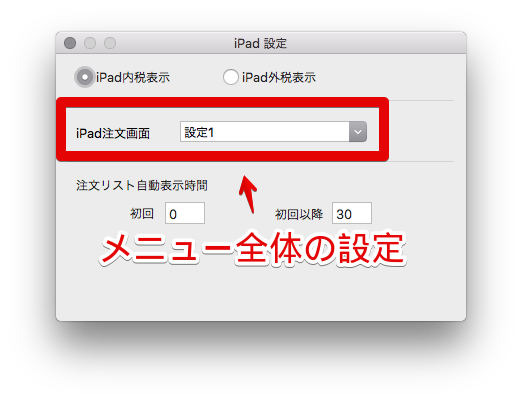 iPad 設定
iPad内税表示 iPad外税表示
iPad注文画面 設定1
注文リスト自動表示時間
初回 0 初回以降 30
メニュー全体の設定